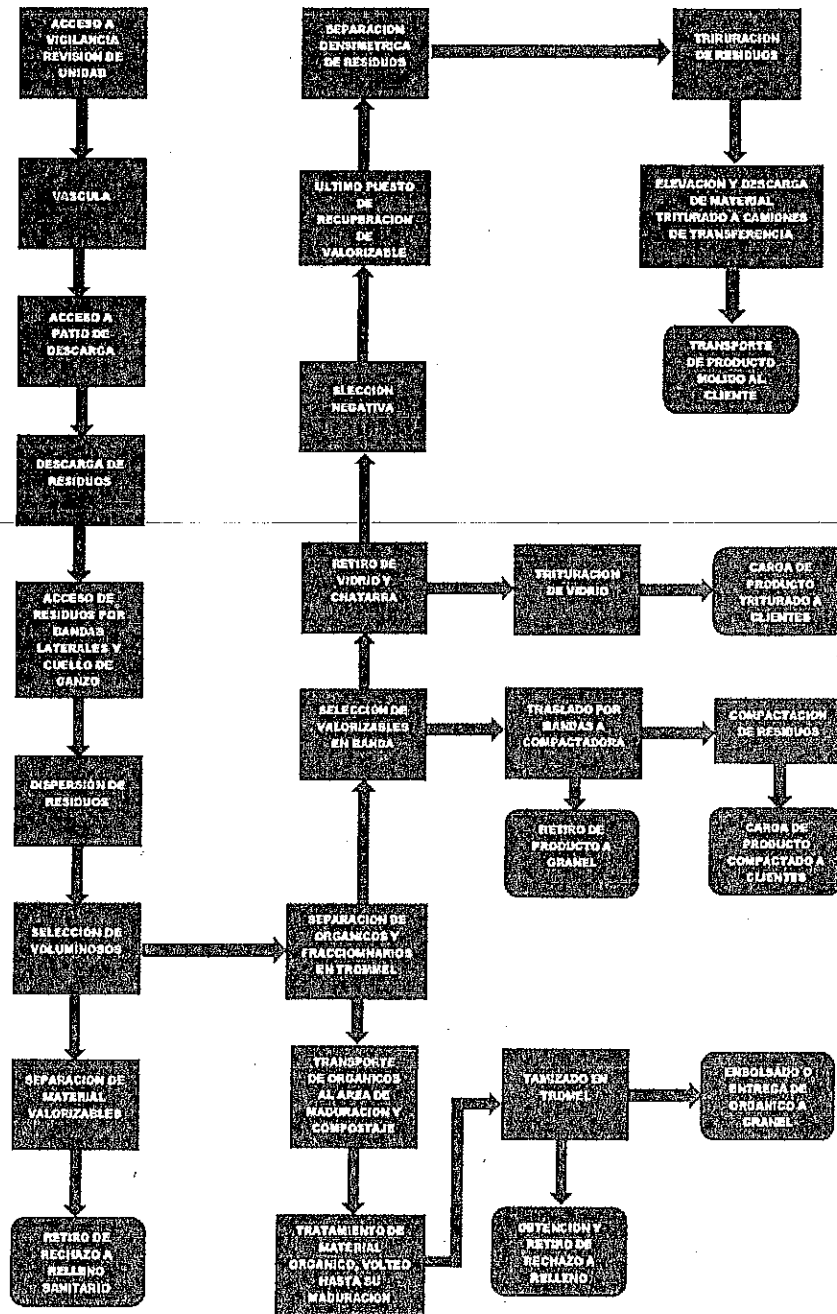 ACCESO A
VIGILANCIA
REVISION DE
UNIDAD
VASCULA
ACCESO A
PATIO DE
DESCARGA
DESCARGA DE
RESIDUOS
ACCESO DE
RESIDUOS POR
BANDAS
LATERALES Y
CUELLO DE
GANZO
DISPERSION DE
RESIDUOS
SELECCIÓN DE
VOLUMINOSOS
SEPARACION DE
MATERIAL
VALORIZABLES
RETIRO DE
RECHAZO A
RELLENO
SANITARIO
SEPARACION
DENSIMETRICA
DE RESIDUOS
ULTIMO PUESTO
DE
RECUPERACION
DE
VALORIZABLE
ELECCION
NEGATIVA
RETIRO DE
VIDRIO Y
CHATARRA
SELECCIÓN DE
VALORIZABLES
EN BANDA
SEPARACION DE
ORGANICOS Y
FRACCIONNARIOS
EN TROMMEL
TRANSPORTE
DE ORGANICOS
AL AREA DE
MADURACION Y
COMPOSTAJE
TRATAMIENTO DE
MATERIAL
ORGANICO, VOLTEO
HASTA SU
MADURACION
TRIRURACION
DE RESIDUOS
ELEVACION Y DESCARGA
DE MATERIAL
TRITURADO A CAMIONES
DE TRANSFERENCIA
TRANSPORTE
DE PRODUCTO
MOLIDO AL
CLIENTE
TRITURACION
DE VIDRIO
CARGA DE
PRODUCTO
TRITURADO A
CLIENTES
TRASLADO POR
BANDAS A
COMPACTADORA
COMPACTACION
DE RESIDUOS
RETIRO DE
PRODUCTO A
GRANEL
CARGA DE
PRODUCTO
COMPACTADO A
CLIENTES
TAMIZADO EN
TROMEL
EMBOLSADO O
ENTREGA DE
ORGANICO A
GRANEL
OBTENCION Y
RETIRO DE
RECHAZO A
RELLENO